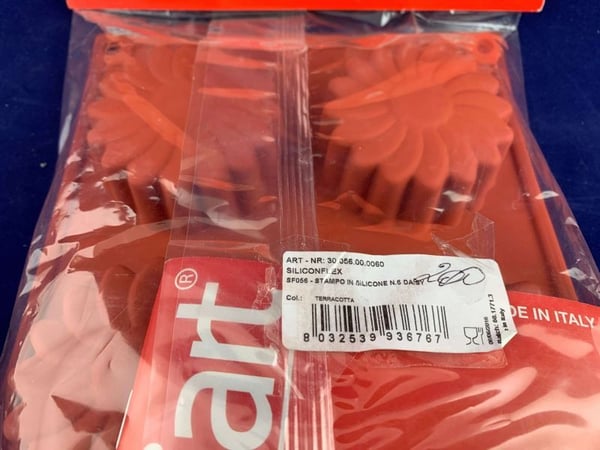 ART - NR: 30.056.00.0060
SILICONFLEX
SF056 - STAMPO IN SILICONE N.6 DAISY
Col.: TERRACOTTA
8 032539 936767
200
DE IN ITALY
art®